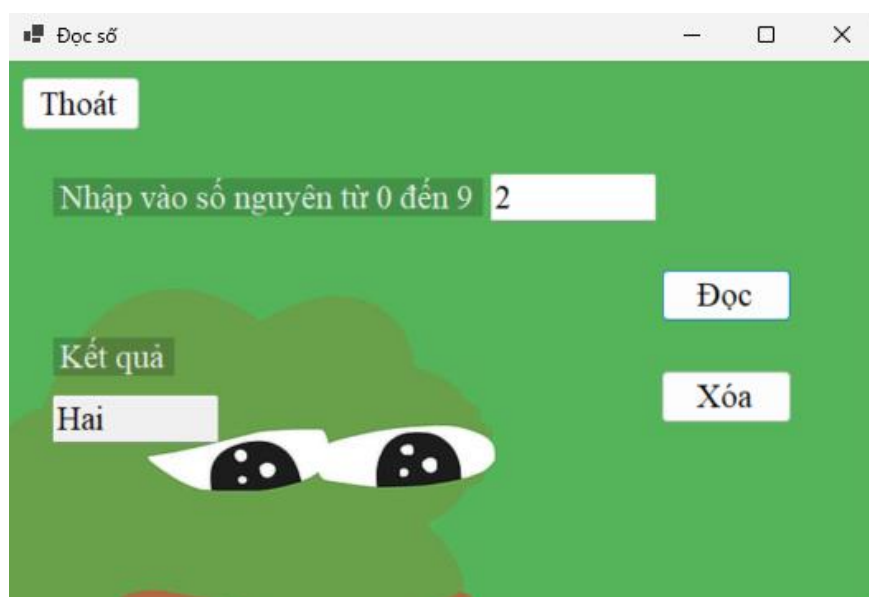 Đọc số
Thoát
Nhập vào số nguyên từ 0 đến 9 2
Đọc
Kết quả
Xóa
Hai